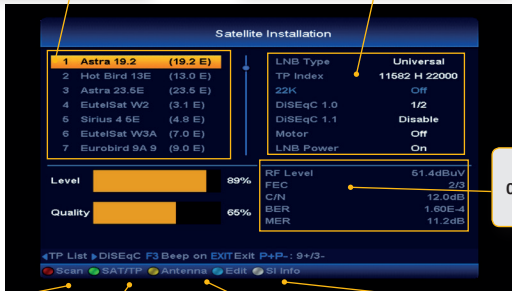 Satellite Installation
1 Astra 19.2 (19.2 E)
2 Hot Bird 13E (13.0 E)
3 Astra 23.5E (23.5 E)
4 EutelSat W2 (3.1 E)
5 Sirius 4 5E (4.8 E)
6 EutelSat W3A (7.0 E)
7 Eurobird 9A 9 (9.0 E)
LNB Type Universal
TP Index 11582 H 22000
22K Off
DiSEqC 1.0 1/2
DiSEqC 1.1 Disable
Motor Off
LNB Power On
Level 89%
Quality 65%
RF Level 51.4dBuV
FEC 2/3
C/N 12.0dB
BER 1.60E-4
MER 11.2dB
TP List DISEqC F3 Beep on EXITExit P+P-: 9+/3-
Scan SAT/TP Antenna Edit SI Info